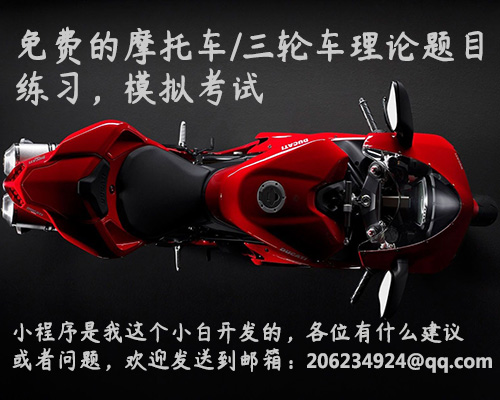 免费的摩托车/三轮车理论题目
练习，模拟考试
DUCATI
DUCATI
小程序是我这个小白开发的，各位有什么建议
或者问题，欢迎发送到邮箱：206234924@qq.com